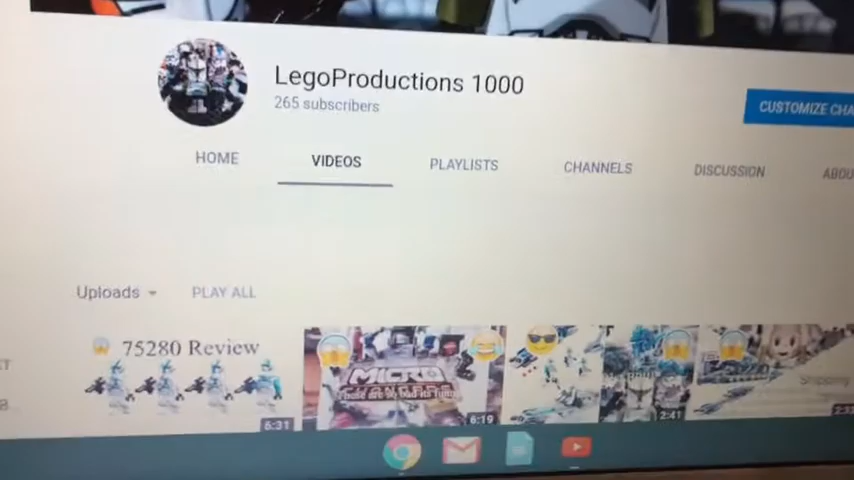 LegoProductions 1000
265 subscribers
CUSTOMIZE CHA
HOME VIDEOS PLAYLISTS CHANNELS DISCUSSION ABOU
Uploads PLAY ALL
75280 Review
MICRO
6:31
6:19
2:41